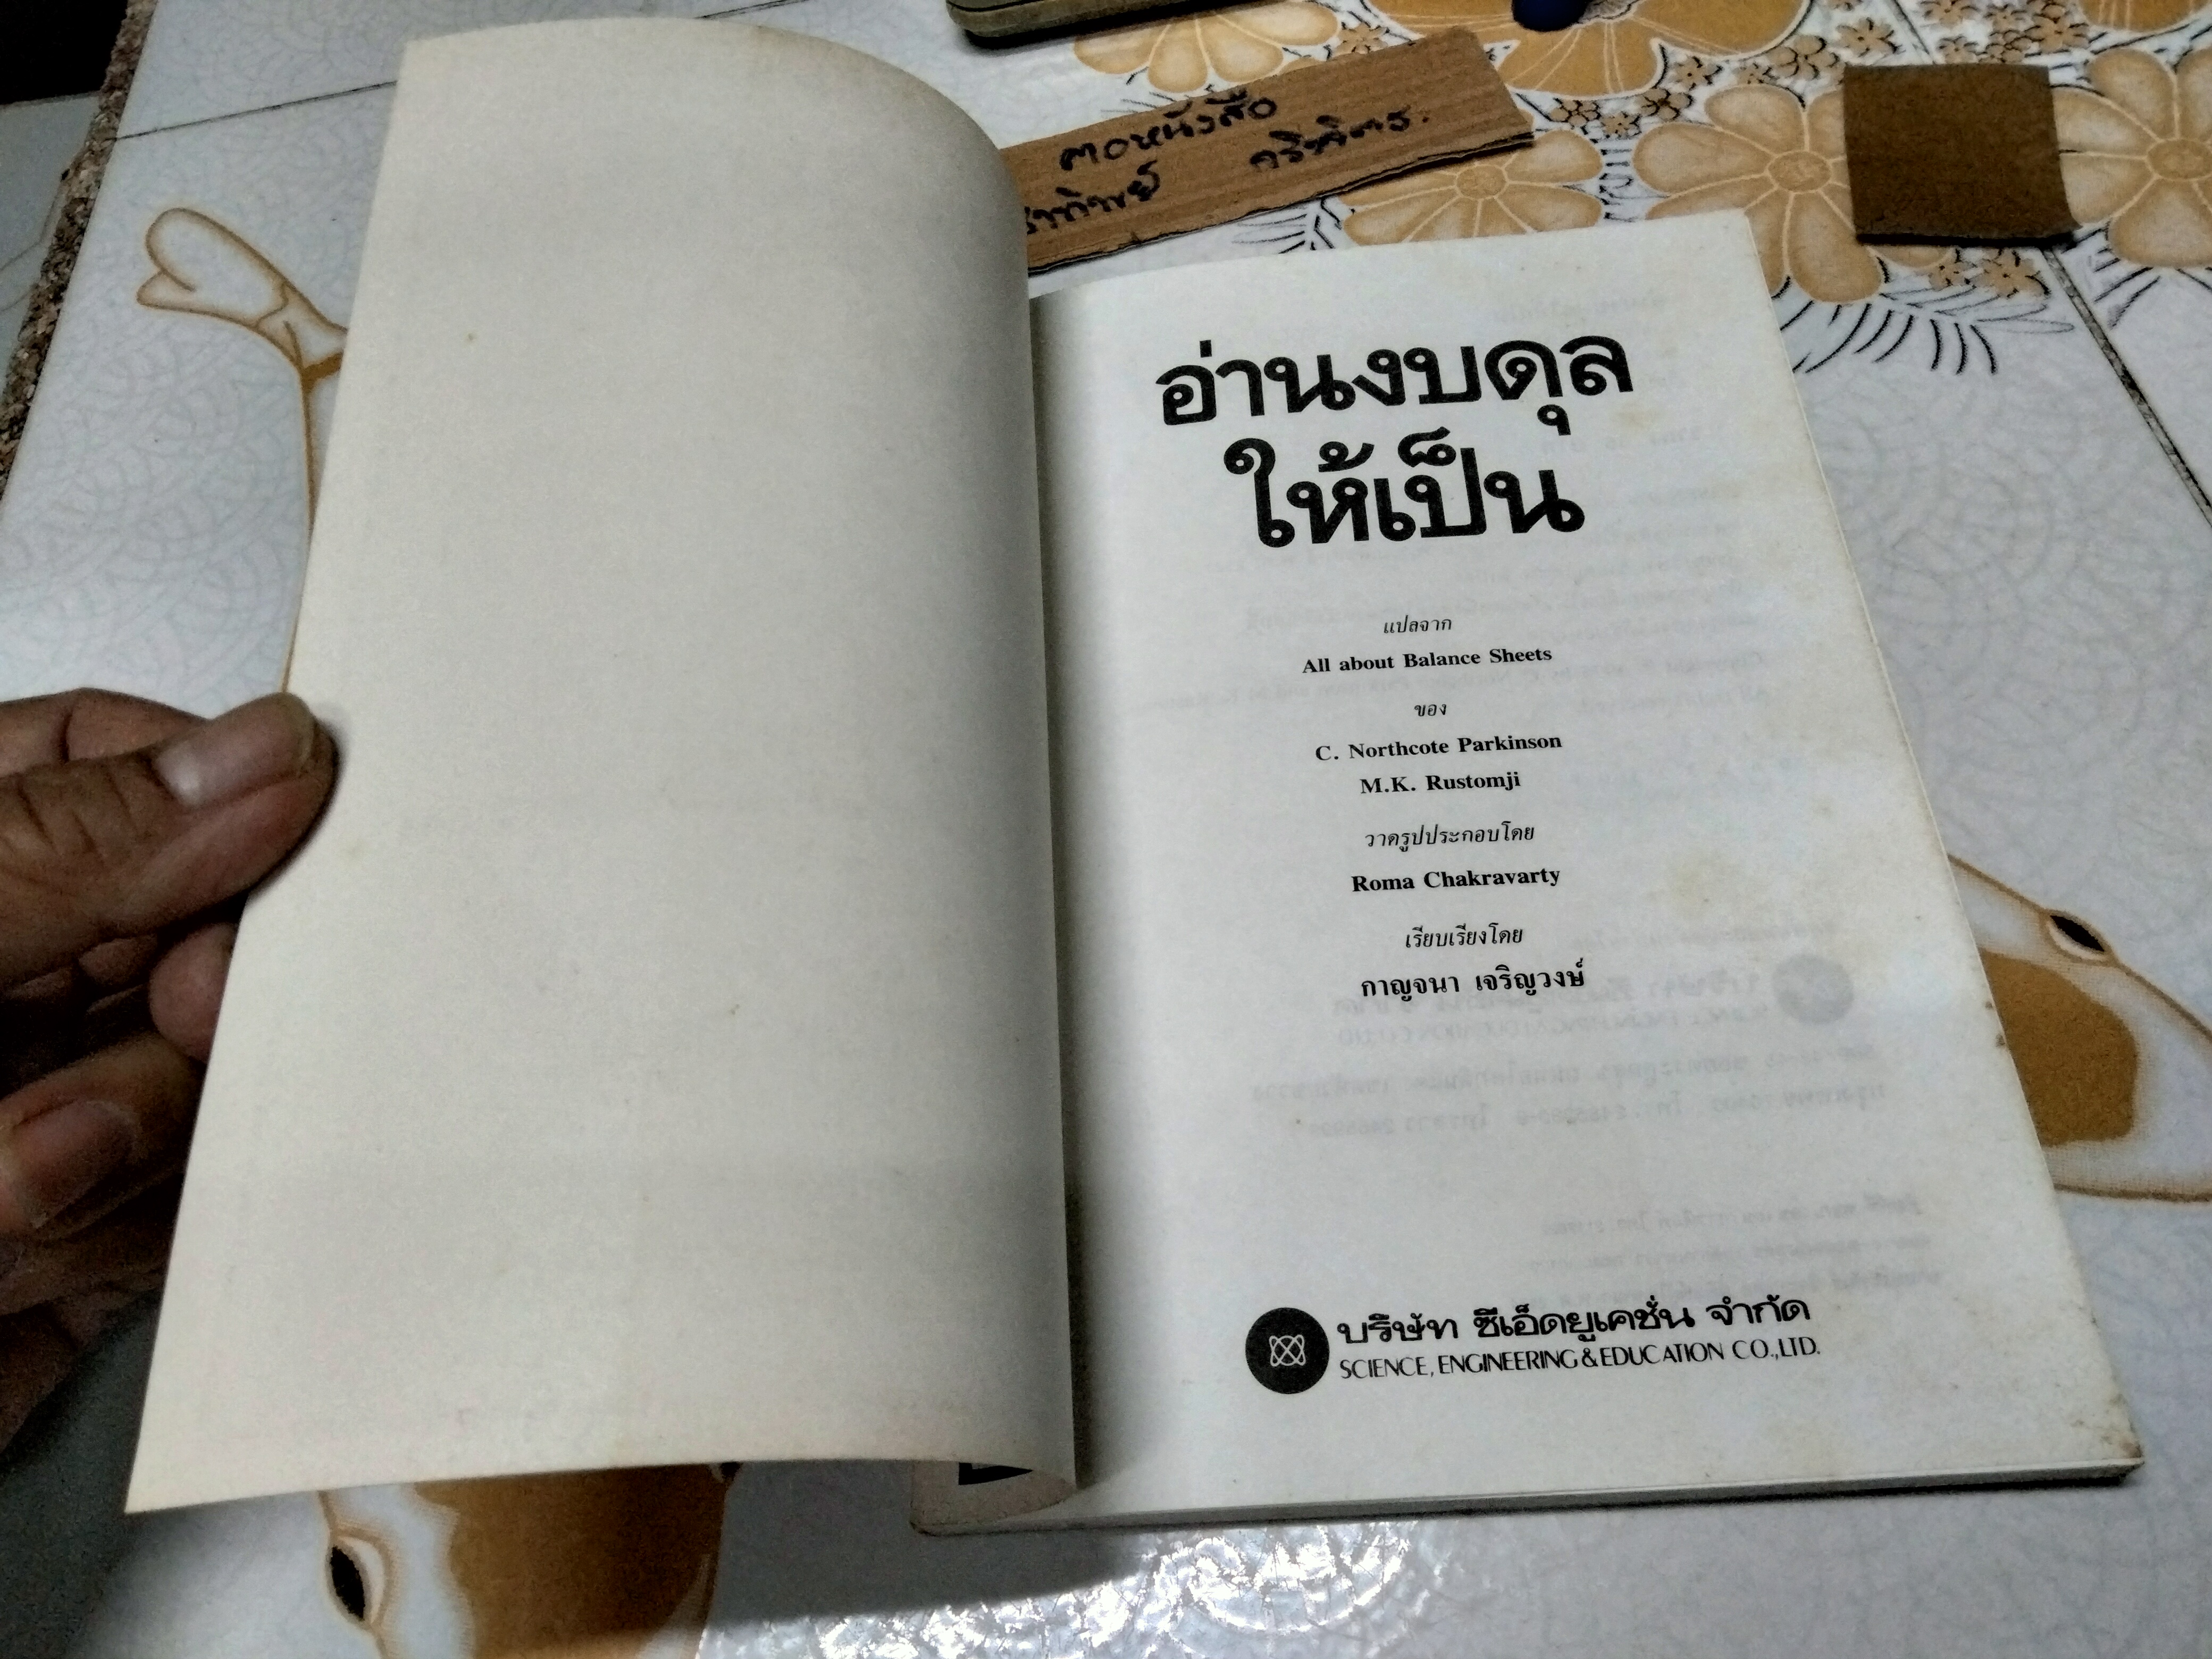 คอหนังสือ
อ่านงบดุล
ให้เป็น
แปลจาก
All about Balance Sheets
ของ
C. Northcote Parkinson
M.K. Rustomji
วาดรูปประกอบโดย
Roma Chakravarty
เรียบเรียงโดย
กาญจนา เจริญวงษ์
บริษัท ซีเอ็ดยูเคชั่น จำกัด
SCIENCE, ENGINEERING & EDUCATION CO.,LTD.